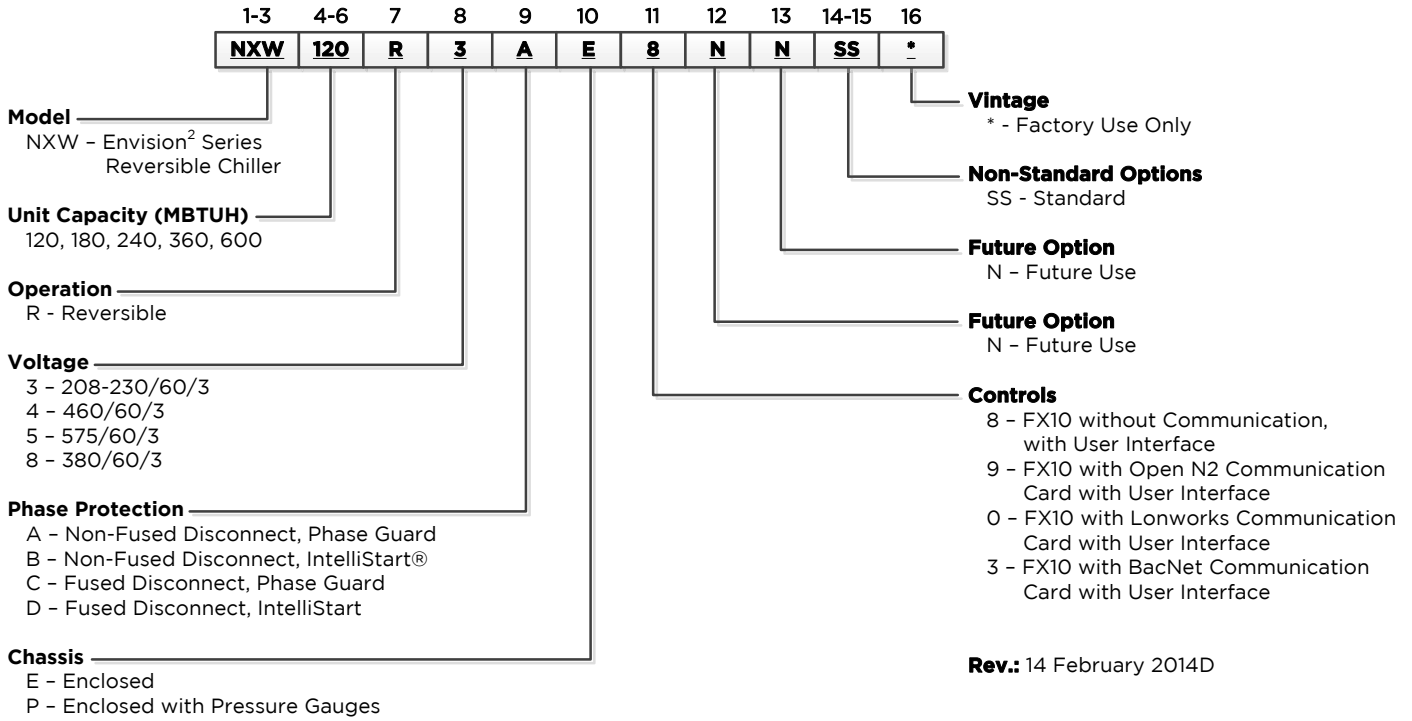 1-3 4-6 7 8 9 10 11 12 13 14-15 16
NXW 120 R 3 A E 8 N N SS *
Model
NXW – Envision² Series
Reversible Chiller
Unit Capacity (MBTUH)
120, 180, 240, 360, 600
Operation
R - Reversible
Voltage
3 – 208-230/60/3
4 – 460/60/3
5 – 575/60/3
8 – 380/60/3
Phase Protection
A – Non-Fused Disconnect, Phase Guard
B – Non-Fused Disconnect, IntelliStart®
C – Fused Disconnect, Phase Guard
D – Fused Disconnect, IntelliStart
Chassis
E – Enclosed
P – Enclosed with Pressure Gauges
Vintage
* - Factory Use Only
Non-Standard Options
SS - Standard
Future Option
N – Future Use
Future Option
N – Future Use
Controls
8 – FX10 without Communication,
with User Interface
9 – FX10 with Open N2 Communication
Card with User Interface
0 – FX10 with Lonworks Communication
Card with User Interface
3 – FX10 with BacNet Communication
Card with User Interface
Rev.: 14 February 2014D